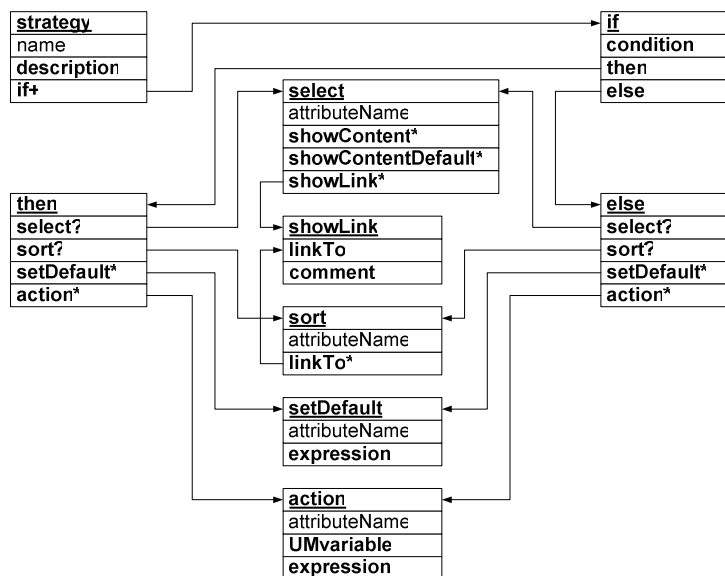 strategy
name
description
if+
if
condition
then
else
select
attributeName
showContent*
showContentDefault*
showLink*
then
select?
sort?
setDefault*
action*
showLink
linkTo
comment
else
select?
sort?
setDefault*
action*
sort
attributeName
linkTo*
setDefault
attributeName
expression
action
attributeName
UMvariable
expression